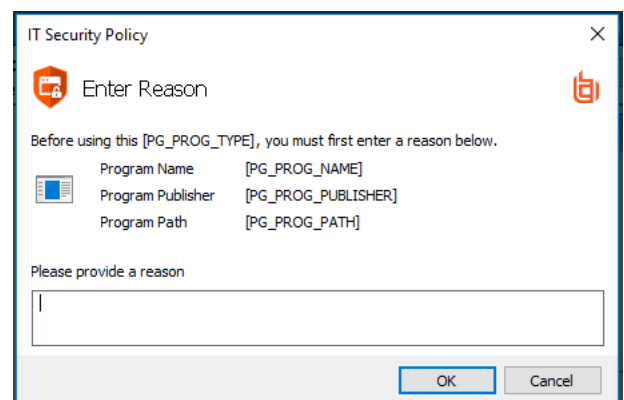 IT Security Policy
Enter Reason
Before using this [PG_PROG_TYPE], you must first enter a reason below.
Program Name [PG_PROG_NAME]
Program Publisher [PG_PROG_PUBLISHER]
Program Path [PG_PROG_PATH]
Please provide a reason
OK Cancel